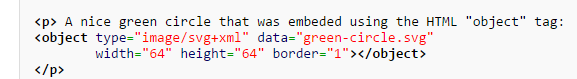 <p> A nice green circle that was embeded using the HTML "object" tag:
<object type="image/svg+xml" data="green-circle.svg"
width="64" height="64" border="1"></object>
</p>